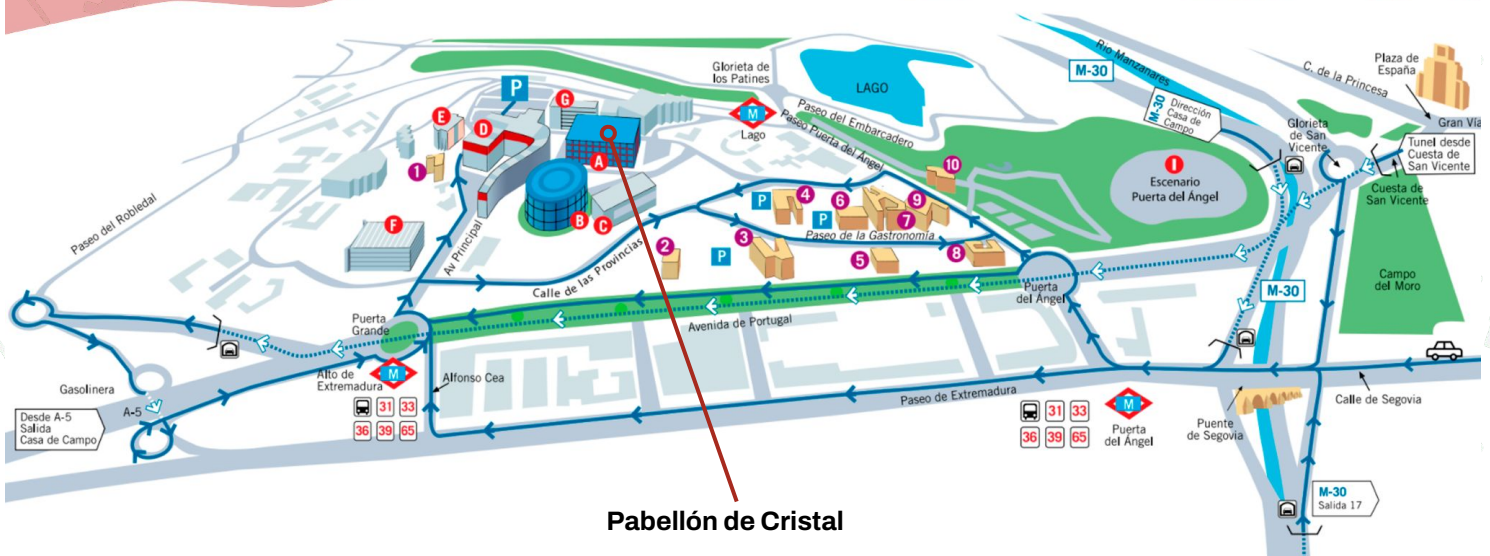 Glorieta de
los Patines
LAGO
M-30
Rio Manzanares
C. de la Princesa
Plaza de
España
Gran Vía
P
G
M
Lago
Paseo del Embarcadero
Paseo Puerta del Ángel
M-30 Dirección
Casa de
Campo
Glorieta
de San
Vicente
Tunel desde
Cuesta de
San Vicente
Cuesta de
San Vicente
E
D
A
1
10
I
Escenario
Puerta del Ángel
Paseo del Robledal
F
Av Principal
B
C
P
4
P
6
9
7
Paseo de la Gastronomía
2
P
3
5
8
Calle de las Provincias
Puerta
del Ángel
Campo
del Moro
M-30
Puerta
Grande
Avenida de Portugal
Gasolinera
Alto de
Extremadura
M
Alfonso Cea
A-5
Desde A-5
Salida
Casa de Campo
31 33
36 39 65
Paseo de Extremadura
31 33
36 39 65
M
Puerta
del Ángel
Puente
de Segovia
Calle de Segovia
M-30
Salida 17
Pabellón de Cristal